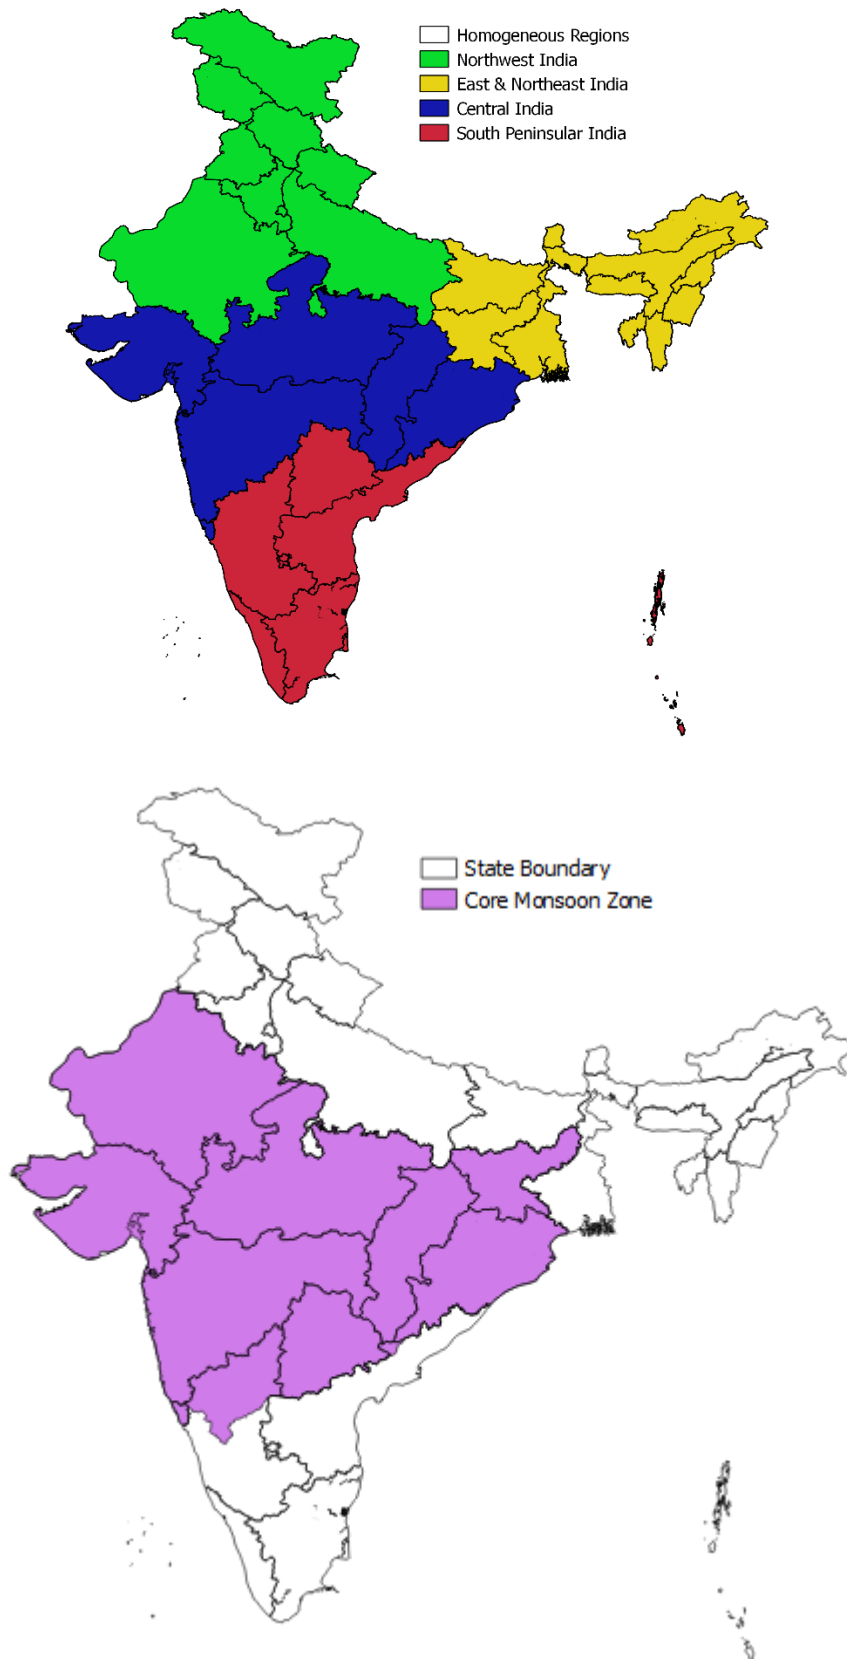 Homogeneous Regions
Northwest India
East & Northeast India
Central India
South Peninsular India
State Boundary
Core Monsoon Zone